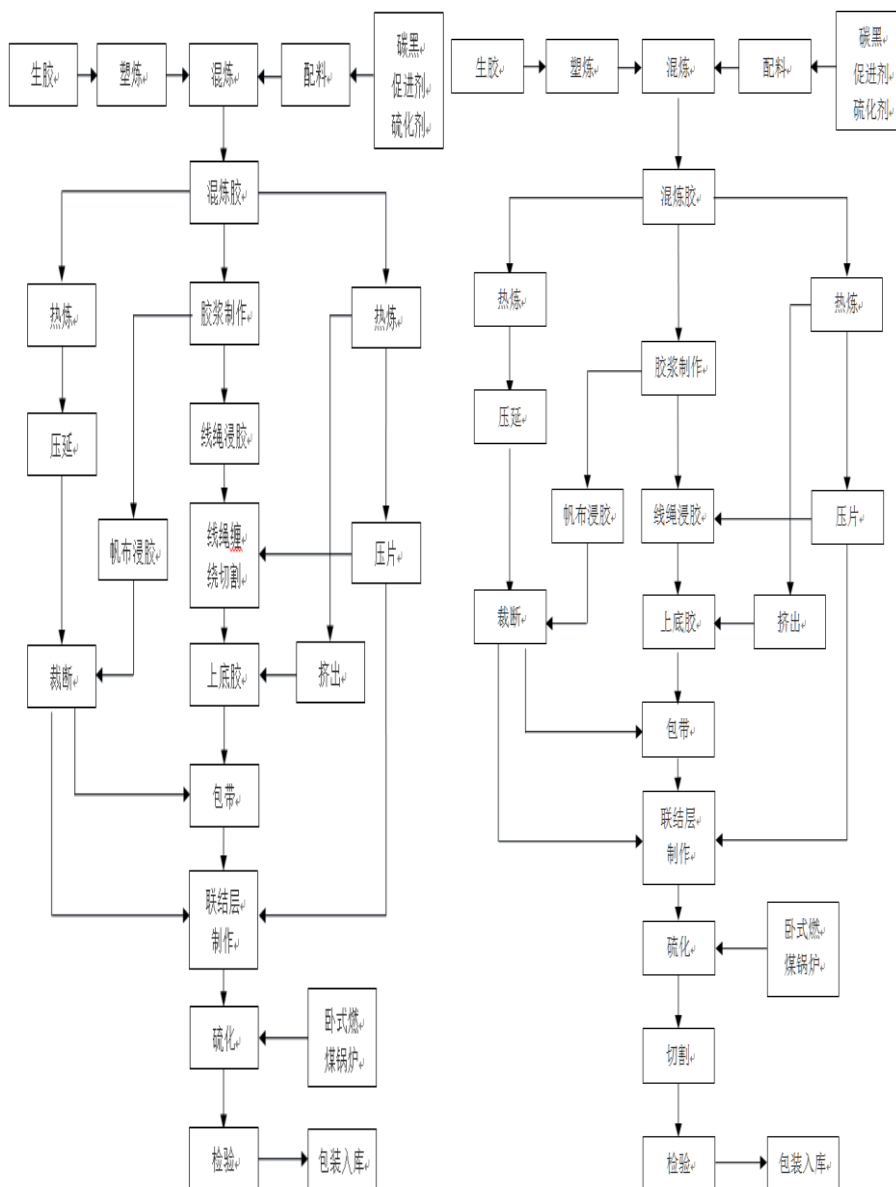 生胶
塑炼
混炼
配料
碳黑
促进剂
硫化剂
混炼胶
热炼
胶浆制作
热炼
压延
线绳浸胶
帆布浸胶
线绳缠
绕切割
压片
裁断
上底胶
挤出
包带
联结层
制作
硫化
卧式燃
煤锅炉
检验
包装入库
生胶
塑炼
混炼
配料
碳黑
促进剂
硫化剂
混炼胶
热炼
热炼
胶浆制作
压延
帆布浸胶
线绳浸胶
压片
裁断
上底胶
挤出
包带
联结层
制作
硫化
卧式燃
煤锅炉
切割
检验
包装入库